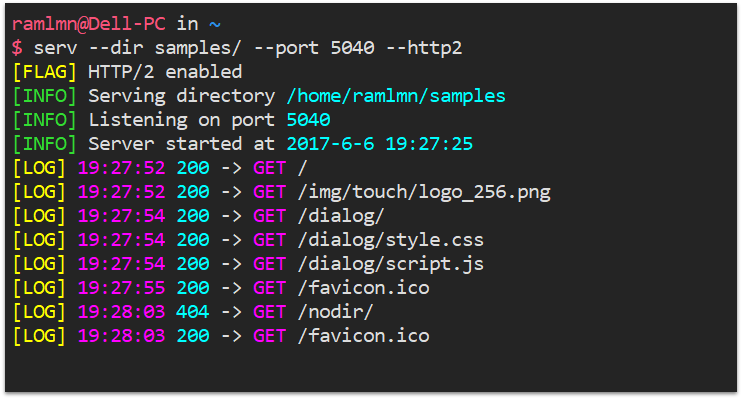 ramlmn@Dell-PC in ~
$ serv --dir samples/ --port 5040 --http2
[FLAG] HTTP/2 enabled
[INFO] Serving directory /home/ramlmn/samples
[INFO] Listening on port 5040
[INFO] Server started at 2017-6-6 19:27:25
[LOG] 19:27:52 200 -> GET /
[LOG] 19:27:52 200 -> GET /img/touch/logo_256.png
[LOG] 19:27:54 200 -> GET /dialog/
[LOG] 19:27:54 200 -> GET /dialog/style.css
[LOG] 19:27:54 200 -> GET /dialog/script.js
[LOG] 19:27:55 200 -> GET /favicon.ico
[LOG] 19:28:03 404 -> GET /nodir/
[LOG] 19:28:03 200 -> GET /favicon.ico